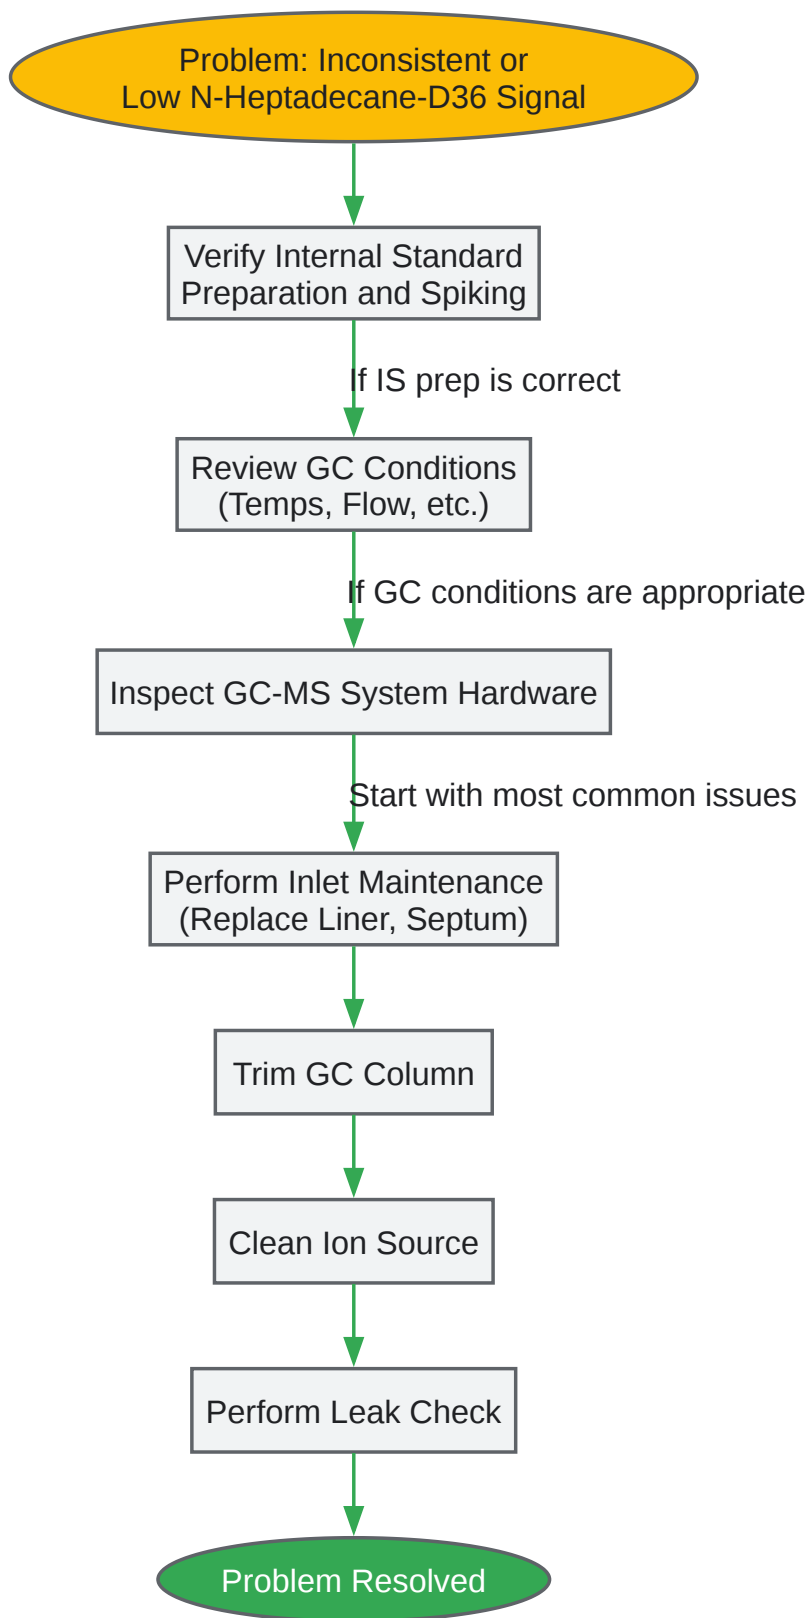 Problem: Inconsistent or
Low N-Heptadecane-D36 Signal
Verify Internal Standard
Preparation and Spiking
If IS prep is correct
Review GC Conditions
(Temps, Flow, etc.)
If GC conditions are appropriate
Inspect GC-MS System Hardware
Start with most common issues
Perform Inlet Maintenance
(Replace Liner, Septum)
Trim GC Column
Clean Ion Source
Perform Leak Check
Problem Resolved